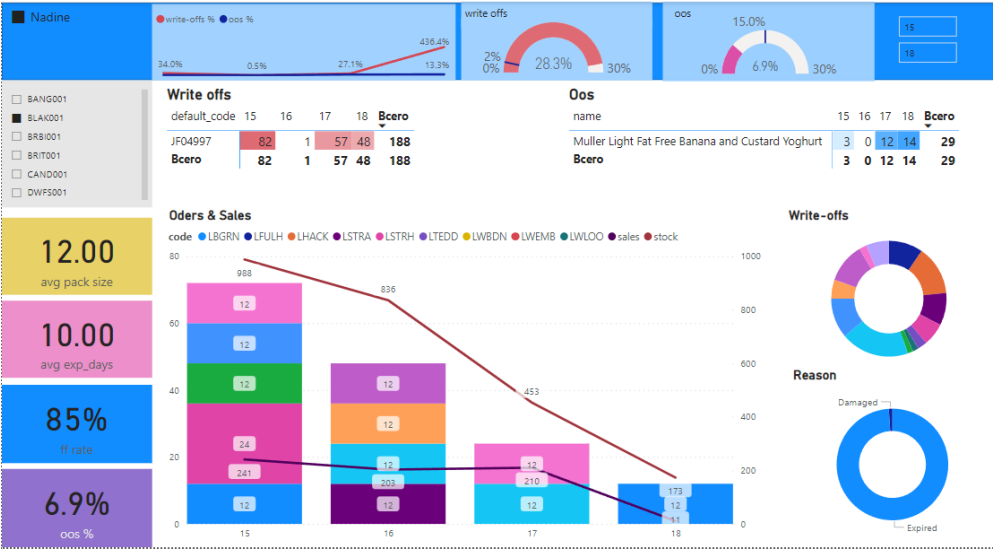 Nadine
write-offs % oos %
436.4%
34.0% 0.5% 27.1% 13.3%
write offs
2%
0% 28.3% 30%
oos
15.0%
0% 6.9% 30%
15
18
BANG001
BLAK001
BRBI001
BRIT001
CAND001
DWFS001
Write offs
default_code 15 16 17 18 Bcero
JF04997 82 1 57 48 188
Bcero 82 1 57 48 188
Oos
name 15 16 17 18 Bcero
Muller Light Fat Free Banana and Custard Yoghurt 3 0 12 14 29
Bcero 3 0 12 14 29
12.00
avg pack size
10.00
avg exp_days
85%
ff rate
6.9%
oos %
Oders & Sales
code LBGRN LFULH LHACK LSTRA LSTRH LTEDD LWBDN LWEMB LWLOO sales stock
80 1000
988
836
12
800
60
12
600
12 12
40
453
12
400
24
12 12
20
241 203 210
200
173
12 12 12 12
11
0 0
15 16 17 18
Write-offs
Reason
Damaged
Expired